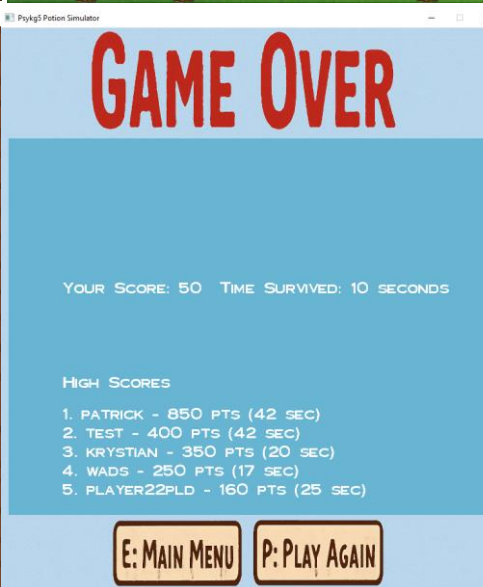 Psykg5 Potion Simulator
GAME OVER
YOUR SCORE: 50 TIME SURVIVED: 10 SECONDS
HIGH SCORES
1. PATRICK - 850 PTS (42 SEC)
2. TEST - 400 PTS (42 SEC)
3. KRYSTIAN - 350 PTS (20 SEC)
4. WADS - 250 PTS (17 SEC)
5. PLAYER22PLD - 160 PTS (25 SEC)
E: MAIN MENU P: PLAY AGAIN